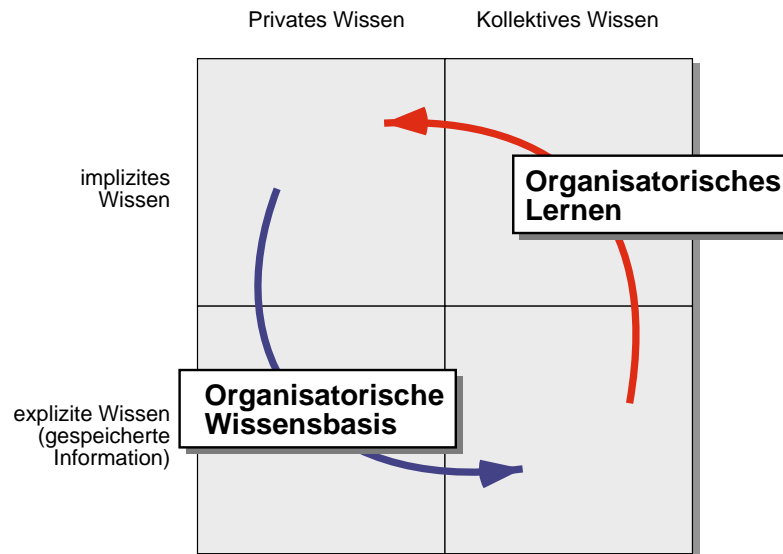 Privates Wissen
Kollektives Wissen
implizites
Wissen
Organisatorisches
Lernen
explizite Wissen
(gespeicherte
Information)
Organisatorische
Wissensbasis